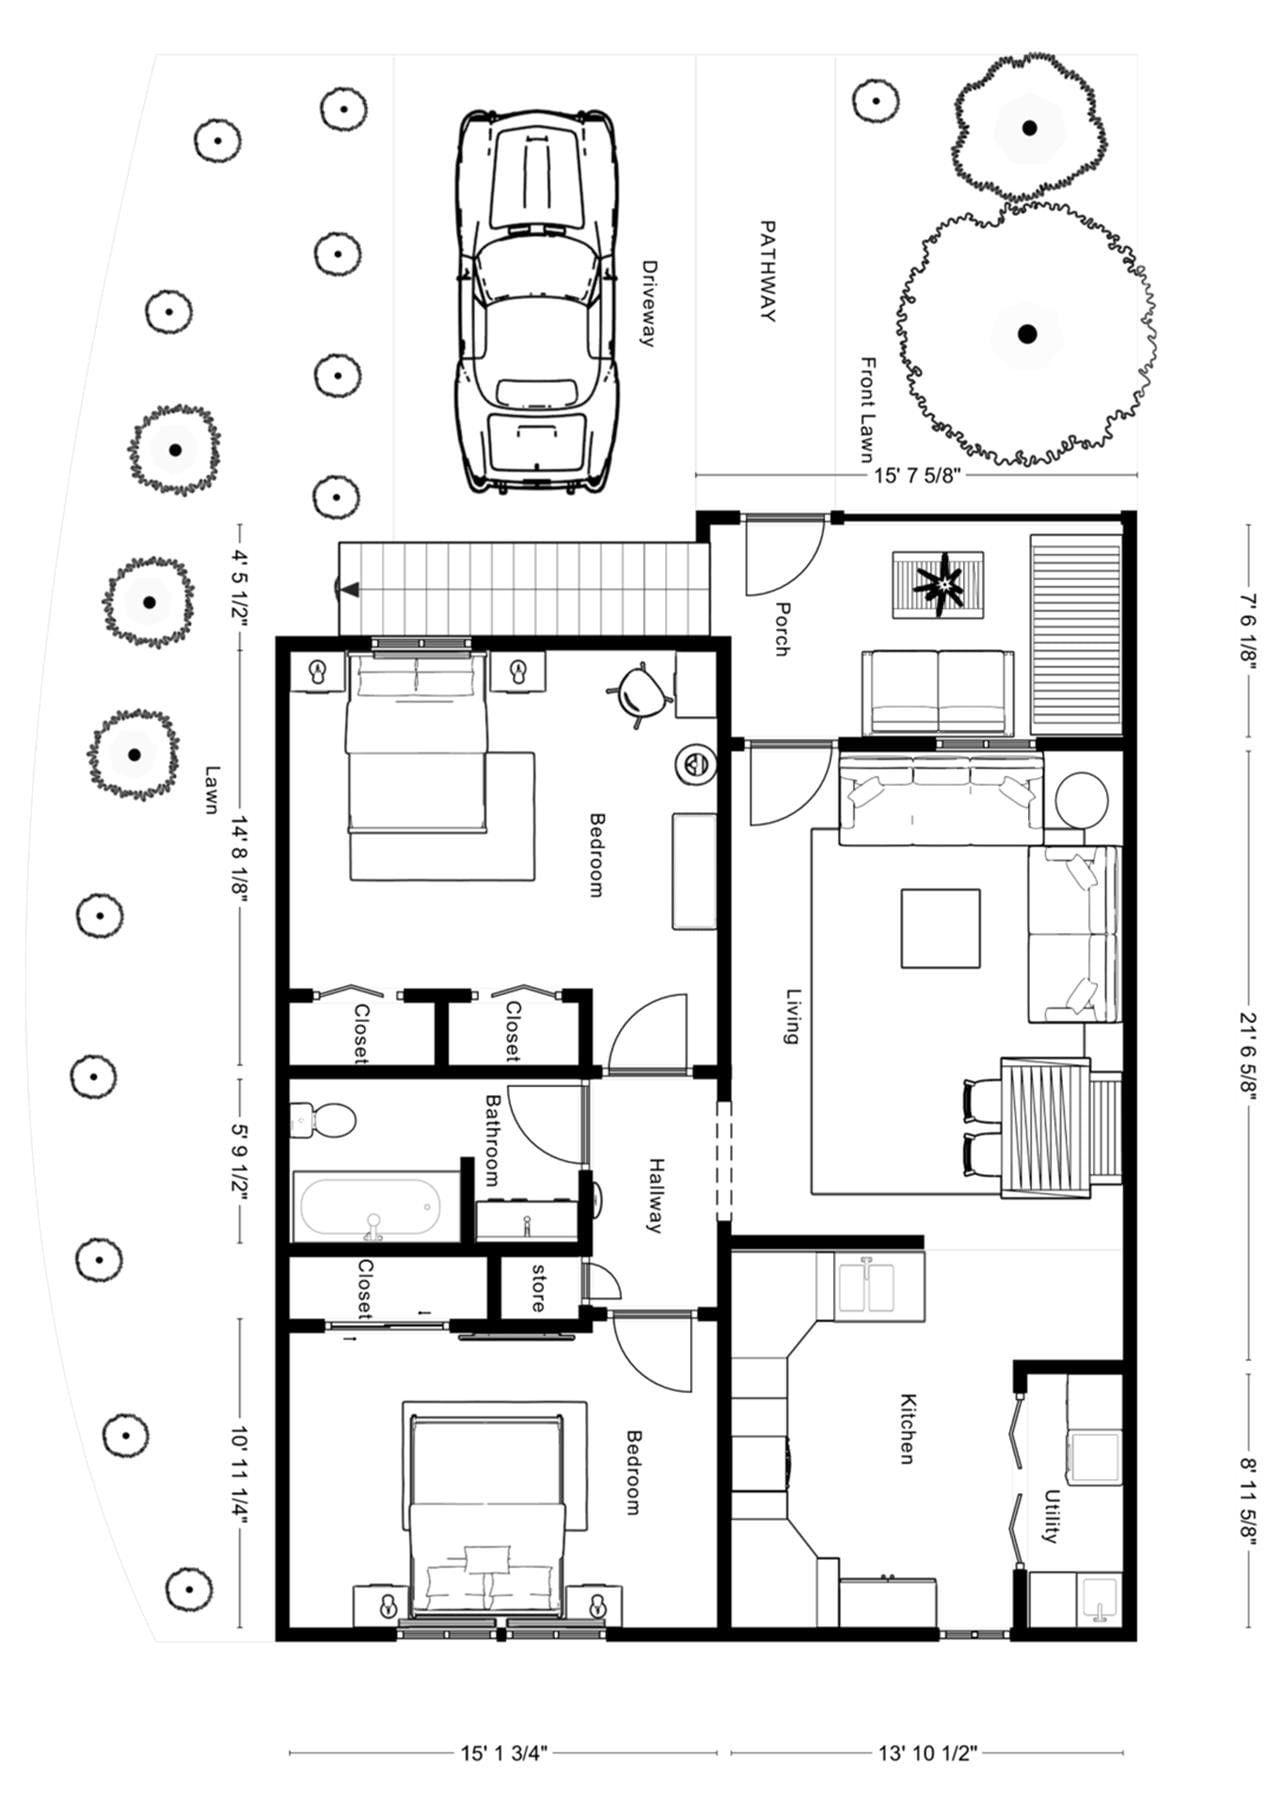 Driveway
PATHWAY
Front Lawn
15' 7 5/8"
4' 5 1/2"
7' 6 1/8"
Porch
Lawn
14' 8 1/8"
Bedroom
Living
Closet
Closet
21' 6 5/8"
5' 9 1/2"
Bathroom
Hallway
Closet
store
10' 11 1/4"
Bedroom
Kitchen
Utility
8' 11 5/8"
15' 1 3/4"
13' 10 1/2"